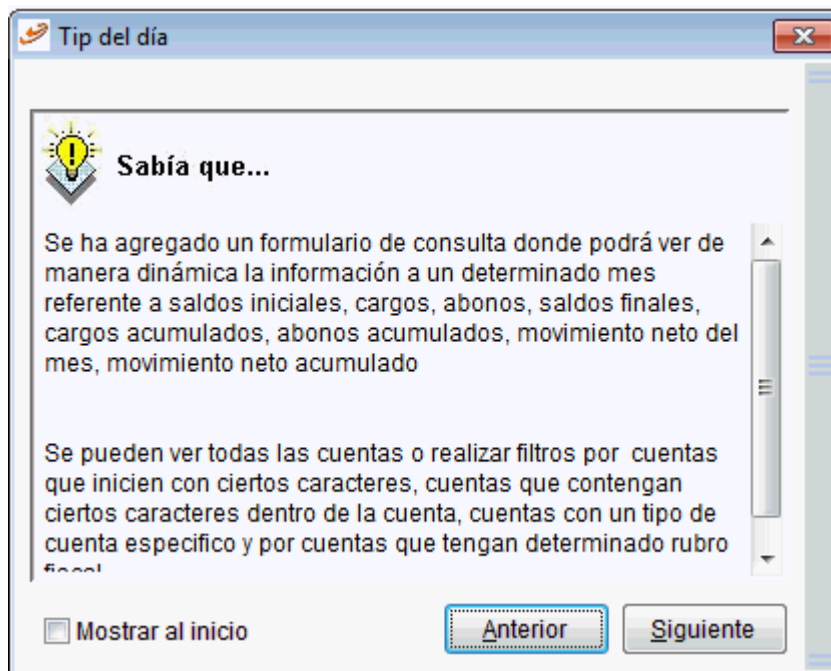 Tip del día
Sabía que...
Se ha agregado un formulario de consulta donde podrá ver de
manera dinámica la información a un determinado mes
referente a saldos iniciales, cargos, abonos, saldos finales,
cargos acumulados, abonos acumulados, movimiento neto del
mes, movimiento neto acumulado
Se pueden ver todas las cuentas o realizar filtros por cuentas
que inicien con ciertos caracteres, cuentas que contengan
ciertos caracteres dentro de la cuenta, cuentas con un tipo de
cuenta especifico y por cuentas que tengan determinado rubro
Mostrar al inicio
Anterior
Siguiente